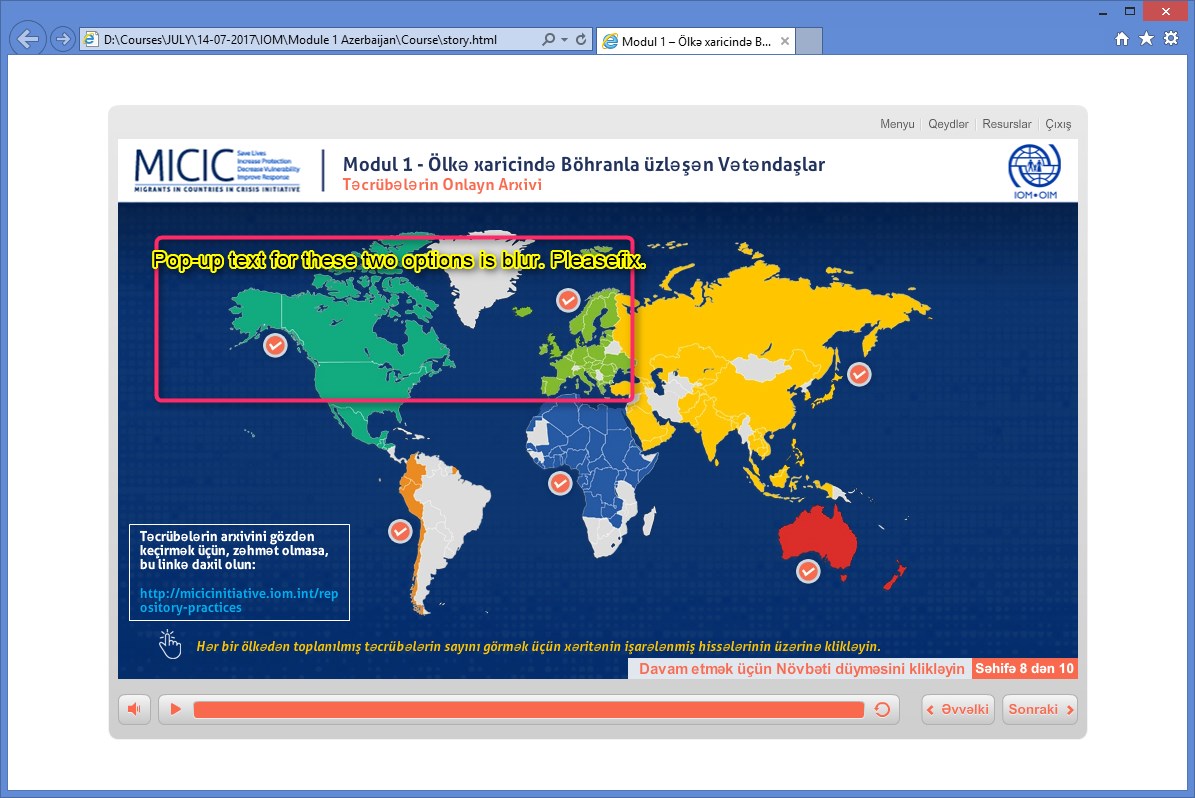 D:\Courses\JULY\14-07-2017\IOM\Module 1 Azerbaijan\Course\story.html
Modul 1 – Ölkə xaricində B...
Menyu
Qeydlər
Resurslar
Çıxış
MICIC
Save Lives
Increase Protection
Decrease Vulnerability
Improve Response
MIGRANTS IN COUNTRIES IN CRISIS INITIATIVE
Modul 1 - Ölkə xaricində Böhranla üzləşən Vətəndaşlar
Təcrübələrin Onlayn Arxivi
IOM•OIM
Pop-up text for these two options is blur. Pleasefix.
Təcrübələrin arxivini gözdən
keçirmək üçün, zəhmət olmasa,
bu linkə daxil olun:
http://micicinitiative.iom.int/rep
ository-practices
Hər bir ölkədən toplanılmış təcrübələrin sayını görmək üçün xəritənin işarələnmiş hissələrinin üzərinə klikləyin.
Davam etmək üçün Növbəti düyməsini klikləyin
Səhifə 8 dən 10
Əvvəlki
Sonraki